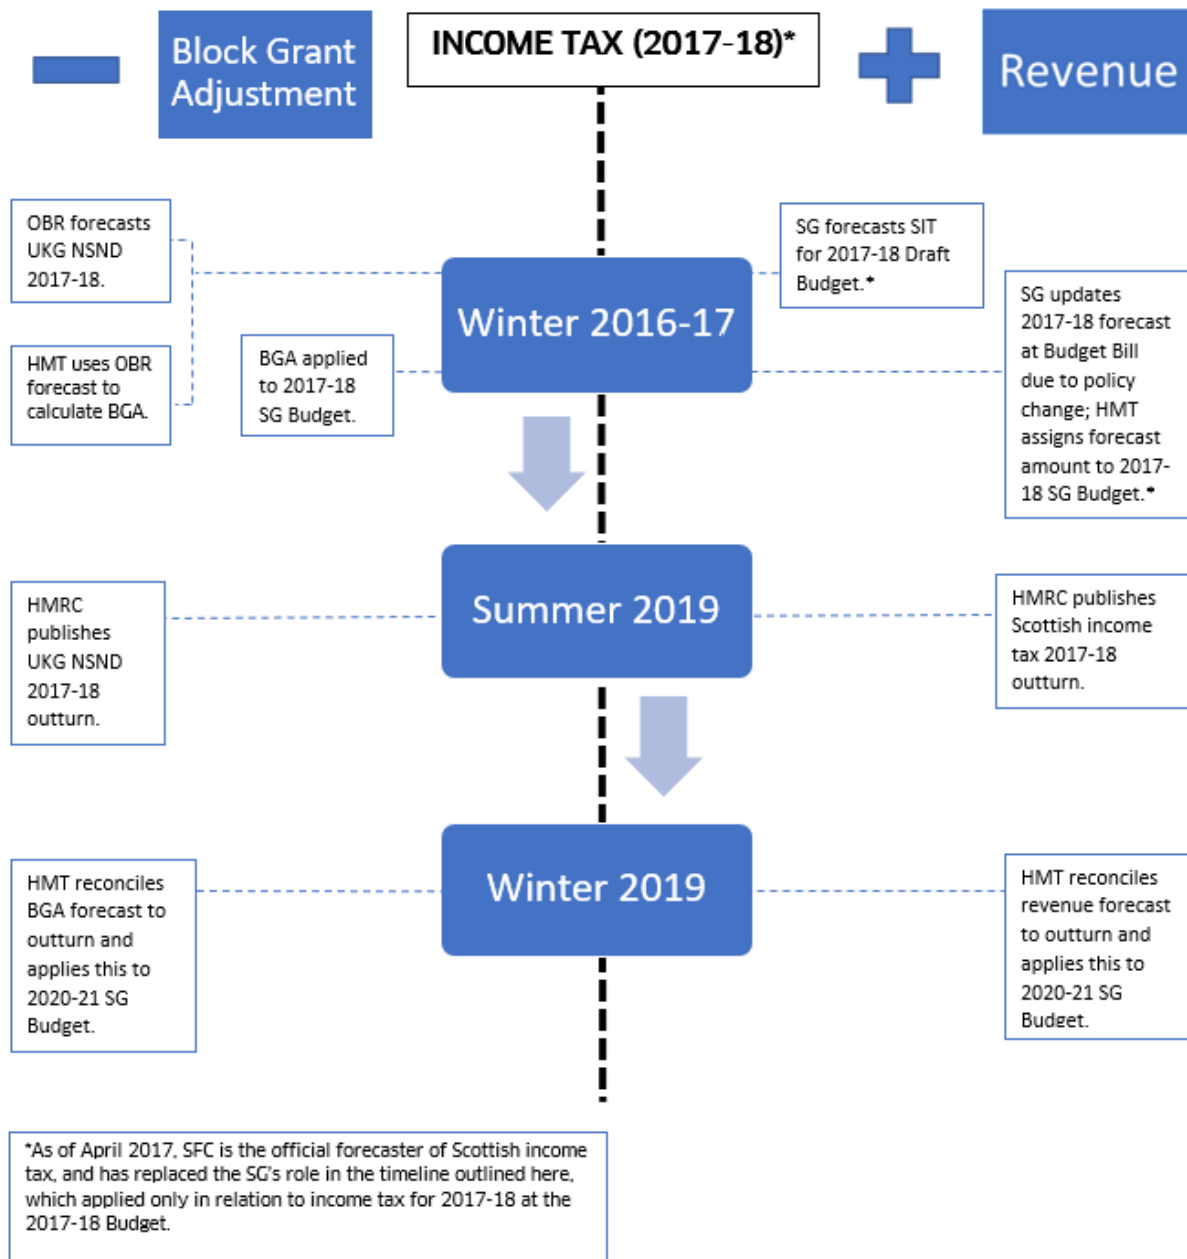 Block Grant
Adjustment
INCOME TAX (2017-18)*
Revenue
OBR forecasts
UKG NSND
2017-18.
HMT uses OBR
forecast to
calculate BGA.
BGA applied
to 2017-18
SG Budget.
Winter 2016-17
SG forecasts SIT
for 2017-18 Draft
Budget.*
SG updates
2017-18 forecast
at Budget Bill
due to policy
change; HMT
assigns forecast
amount to 2017-
18 SG Budget.*
HMRC
publishes
UKG NSND
2017-18
outturn.
Summer 2019
HMRC publishes
Scottish income
tax 2017-18
outturn.
HMT reconciles
BGA forecast to
outturn and
applies this to
2020-21 SG
Budget.
Winter 2019
HMT reconciles
revenue forecast
to outturn and
applies this to
2020-21 SG
Budget.
*As of April 2017, SFC is the official forecaster of Scottish income
tax, and has replaced the SG's role in the timeline outlined here,
which applied only in relation to income tax for 2017-18 at the
2017-18 Budget.